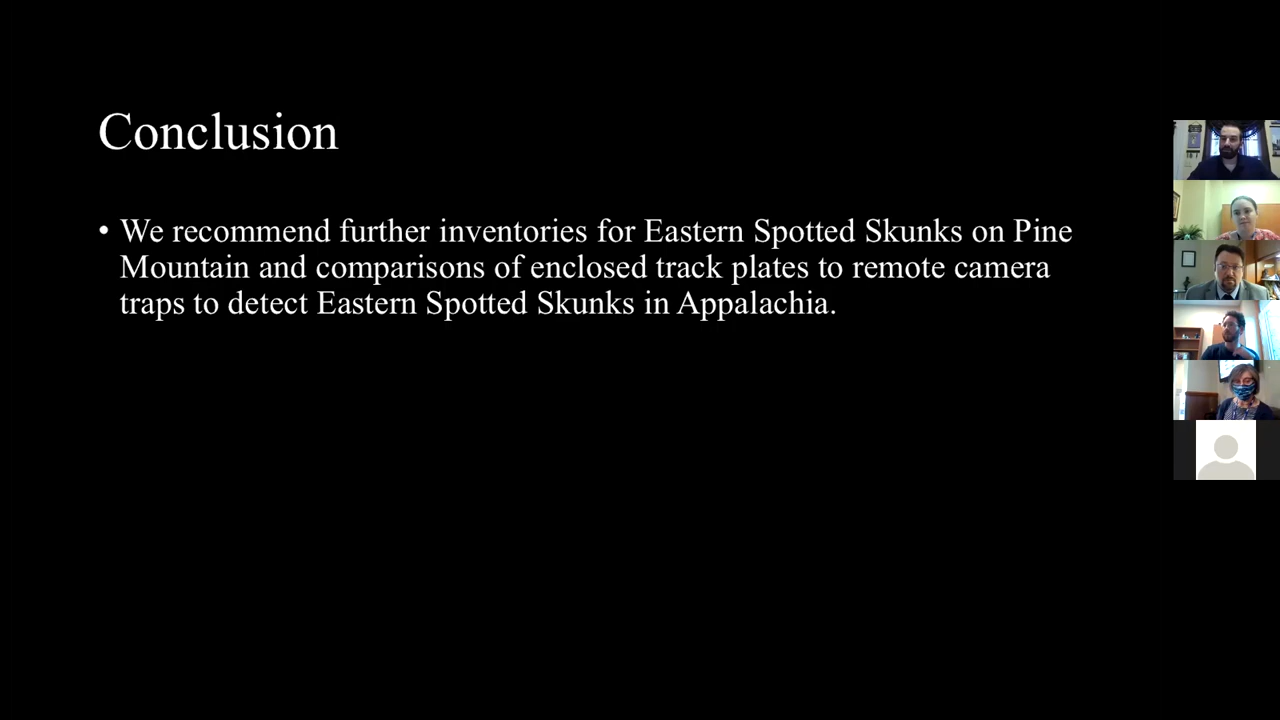 Conclusion
• We recommend further inventories for Eastern Spotted Skunks on Pine
Mountain and comparisons of enclosed track plates to remote camera
traps to detect Eastern Spotted Skunks in Appalachia.